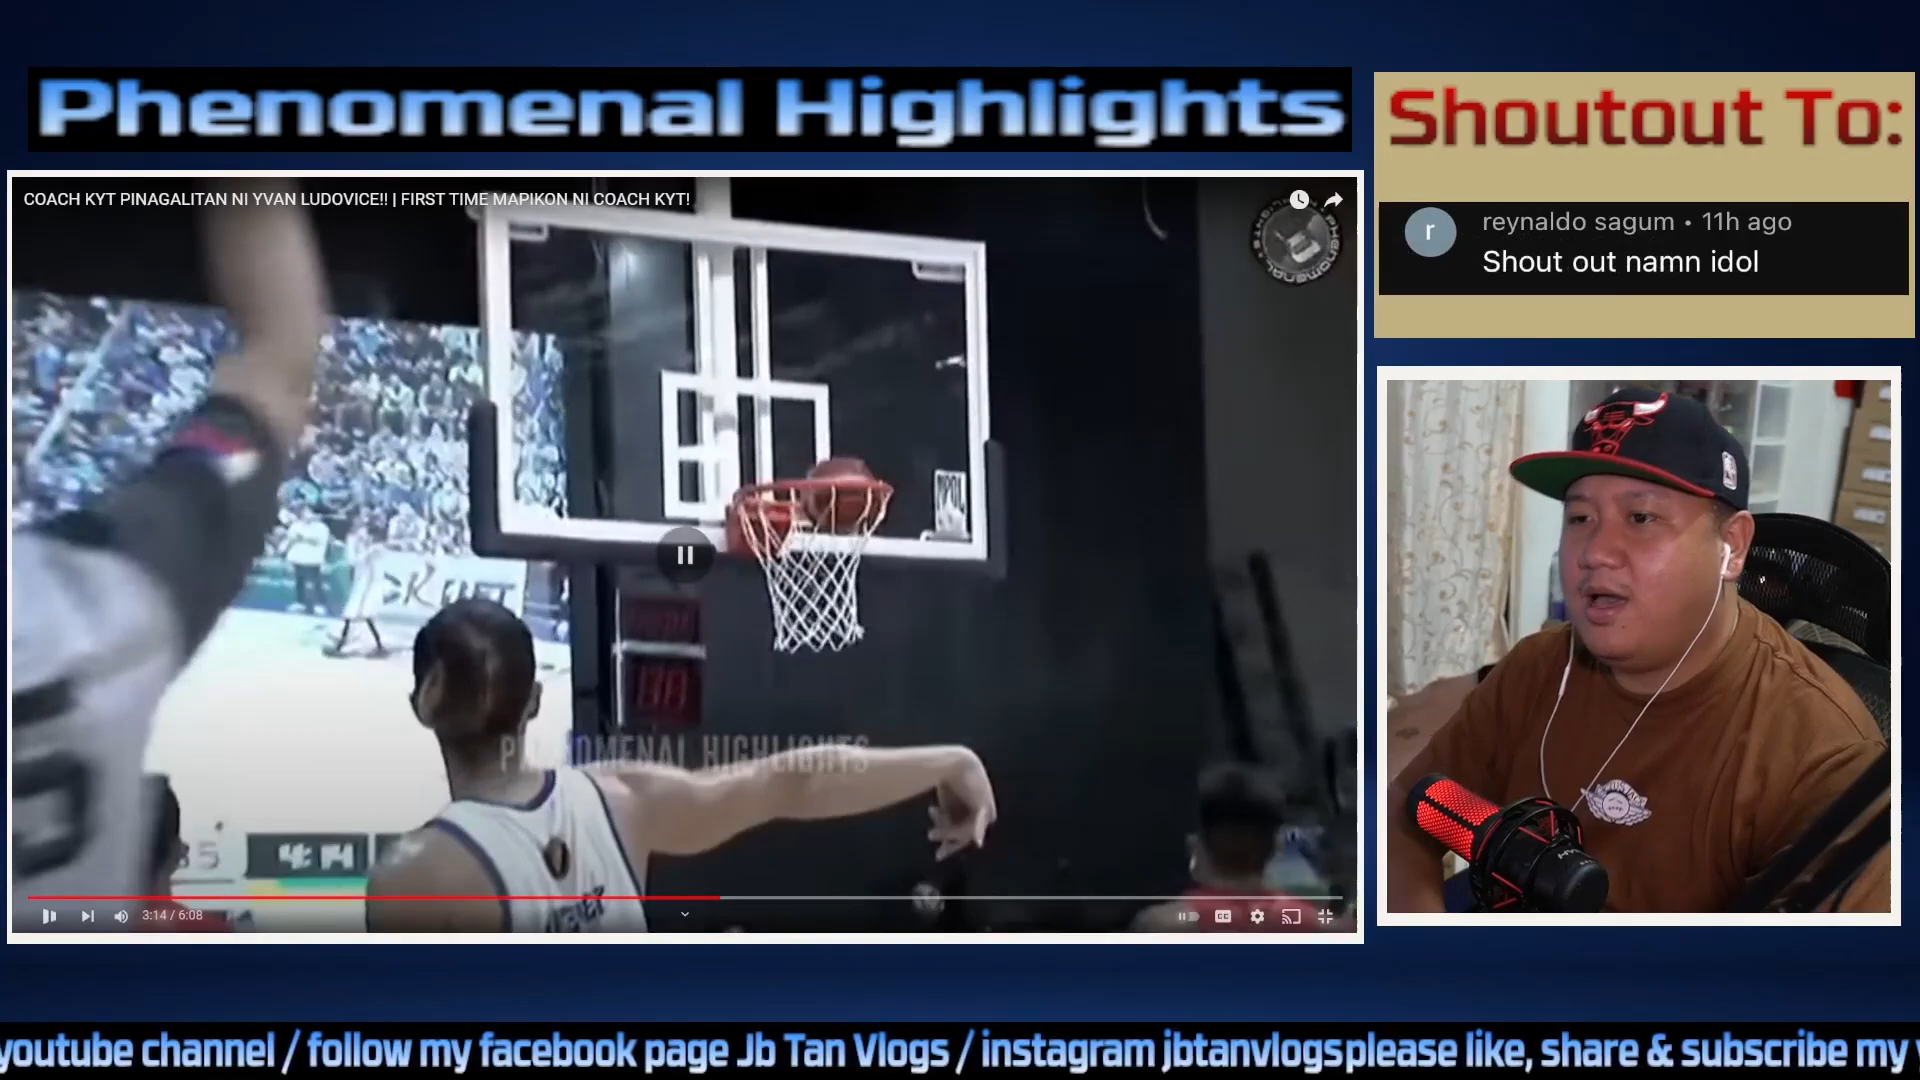 Phenomenal Highlights
Shoutout To:
COACH KYT PINAGALITAN NI YVAN LUDOVICE!! | FIRST TIME MAPIKON NI COACH KYT!
r
reynaldo sagum • 11h ago
Shout out namn idol
PHENOMENAL HIGHLIGHTS
3:14 / 6:08
CC
youtube channel / follow my facebook page Jb Tan Vlogs / instagram jbtanvlogsplease like, share & subscribe my